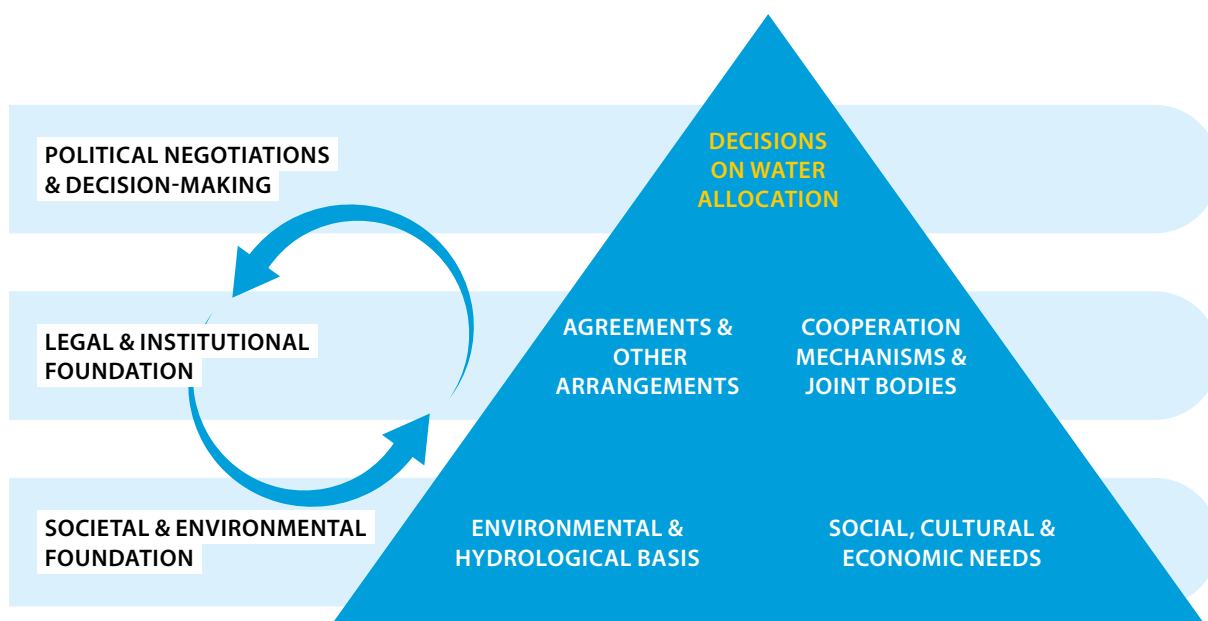 POLITICAL NEGOTIATIONS
& DECISION-MAKING
DECISIONS
ON WATER
ALLOCATION
LEGAL & INSTITUTIONAL
FOUNDATION
AGREEMENTS &
OTHER
ARRANGEMENTS
COOPERATION
MECHANISMS &
JOINT BODIES
SOCIETAL & ENVIRONMENTAL
FOUNDATION
ENVIRONMENTAL &
HYDROLOGICAL BASIS
SOCIAL, CULTURAL &
ECONOMIC NEEDS